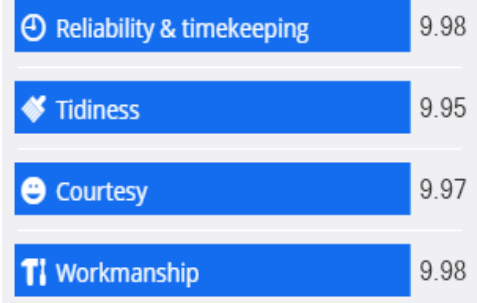 Reliability & timekeeping 9.98
Tidiness 9.95
Courtesy 9.97
Workmanship 9.98